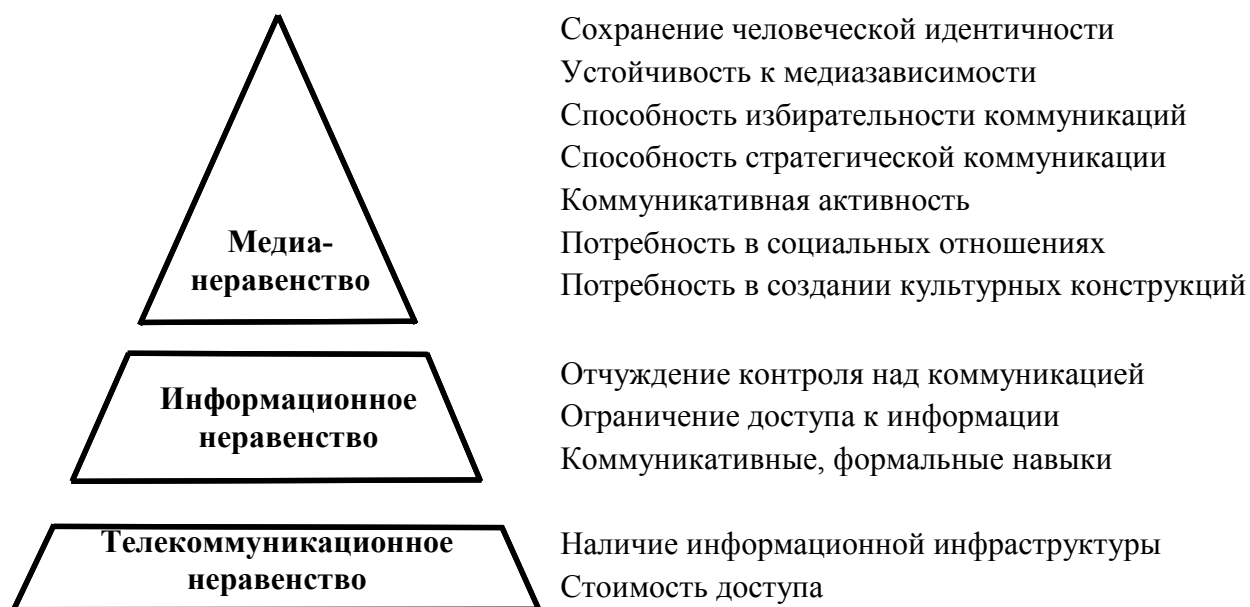 Сохранение человеческой идентичности
Устойчивость к медиазависимости
Способность избирательности коммуникаций
Способность стратегической коммуникации
Коммуникативная активность
Медиа-
неравенство
Потребность в социальных отношениях
Потребность в создании культурных конструкций
Информационное
неравенство
Отчуждение контроля над коммуникацией
Ограничение доступа к информации
Коммуникативные, формальные навыки
Телекоммуникационное
неравенство
Наличие информационной инфраструктуры
Стоимость доступа